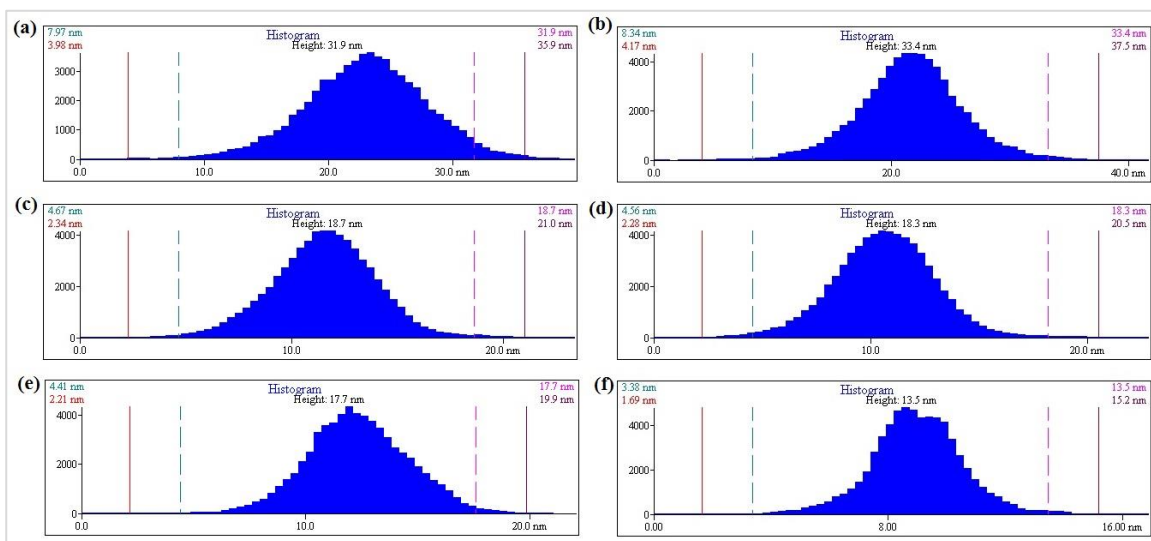 (a)
7.97 nm Histogram 31.9 nm
3.98 nm Height: 31.9 nm 35.9 nm
3000
2000
1000
0
0.0 10.0 20.0 30.0 nm
(b)
8.34 nm Histogram 33.4 nm
4.17 nm Height: 33.4 nm 37.5 nm
4000
2000
0
0.0 20.0 40.0 nm
(c)
4.67 nm Histogram 18.7 nm
2.34 nm Height: 18.7 nm 21.0 nm
4000
2000
0
0.0 10.0 20.0 nm
(d)
4.56 nm Histogram 18.3 nm
2.28 nm Height: 18.3 nm 20.5 nm
4000
2000
0
0.0 10.0 20.0 nm
(e)
4.41 nm Histogram 17.7 nm
2.21 nm Height: 17.7 nm 19.9 nm
4000
2000
0
0.0 10.0 20.0 nm
(f)
3.38 nm Histogram 13.5 nm
1.69 nm Height: 13.5 nm 15.2 nm
4000
2000
0
0.00 8.00 16.00 nm